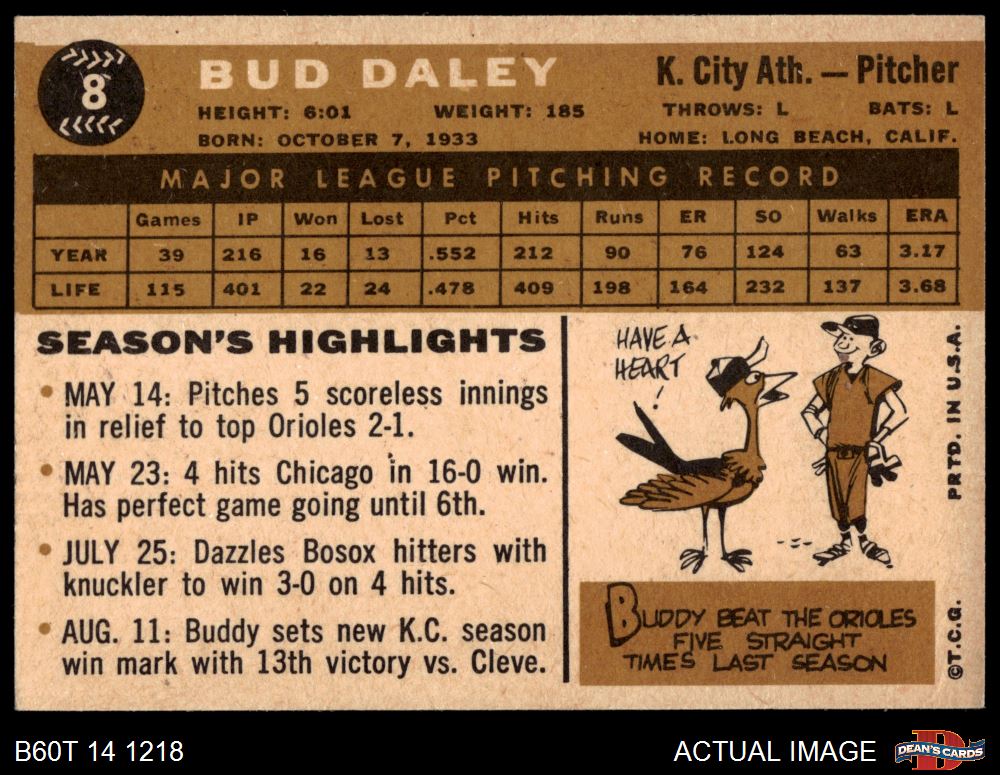 8
BUD DALEY
K. City Ath. — Pitcher
HEIGHT: 6:01 WEIGHT: 185 THROWS: L BATS: L
BORN: OCTOBER 7, 1933 HOME: LONG BEACH, CALIF.
MAJOR LEAGUE PITCHING RECORD
Games IP Won Lost Pct Hits Runs ER SO Walks ERA
YEAR 39 216 16 13 .552 212 90 76 124 63 3.17
LIFE 115 401 22 24 .478 409 198 164 232 137 3.68
SEASON'S HIGHLIGHTS
• MAY 14: Pitches 5 scoreless innings
in relief to top Orioles 2-1.
• MAY 23: 4 hits Chicago in 16-0 win.
Has perfect game going until 6th.
• JULY 25: Dazzles Bosox hitters with
knuckler to win 3-0 on 4 hits.
• AUG. 11: Buddy sets new K.C. season
win mark with 13th victory vs. Cleve.
HAVE A
HEART
!
BUDDY BEAT THE ORIOLES
FIVE STRAIGHT
TIMES LAST SEASON
©T.C.G. PRTD. IN U.S.A.
B60T 14 1218
ACTUAL IMAGE
D
DEAN'S CARDS